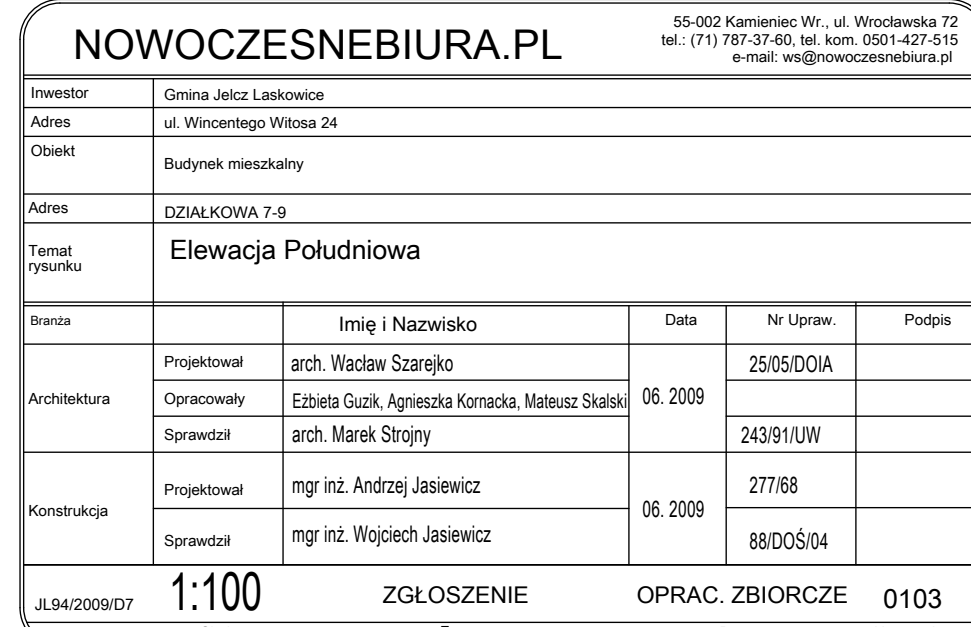 NOWOCZESNEBIURA.PL
55-002 Kamieniec Wr., ul. Wrocławska 72
tel.: (71) 787-37-60, tel. kom. 0501-427-515
e-mail: ws@nowoczesnebiura.pl
Inwestor Gmina Jelcz Laskowice
Adres ul. Wincentego Witosa 24
Obiekt Budynek mieszkalny
Adres DZIAŁKOWA 7-9
Temat rysunku Elewacja Południowa
Branża Imię i Nazwisko Data Nr Upraw. Podpis
Architektura
Projektował arch. Wacław Szarejko 25/05/DOIA
Opracowały Eżbieta Guzik, Agnieszka Kornacka, Mateusz Skalski 06. 2009
Sprawdził arch. Marek Strojny 243/91/UW
Konstrukcja
Projektował mgr inż. Andrzej Jasiewicz 277/68
06. 2009
Sprawdził mgr inż. Wojciech Jasiewicz 88/DOŚ/04
JL94/2009/D7 1:100 ZGŁOSZENIE OPRAC. ZBIORCZE 0103